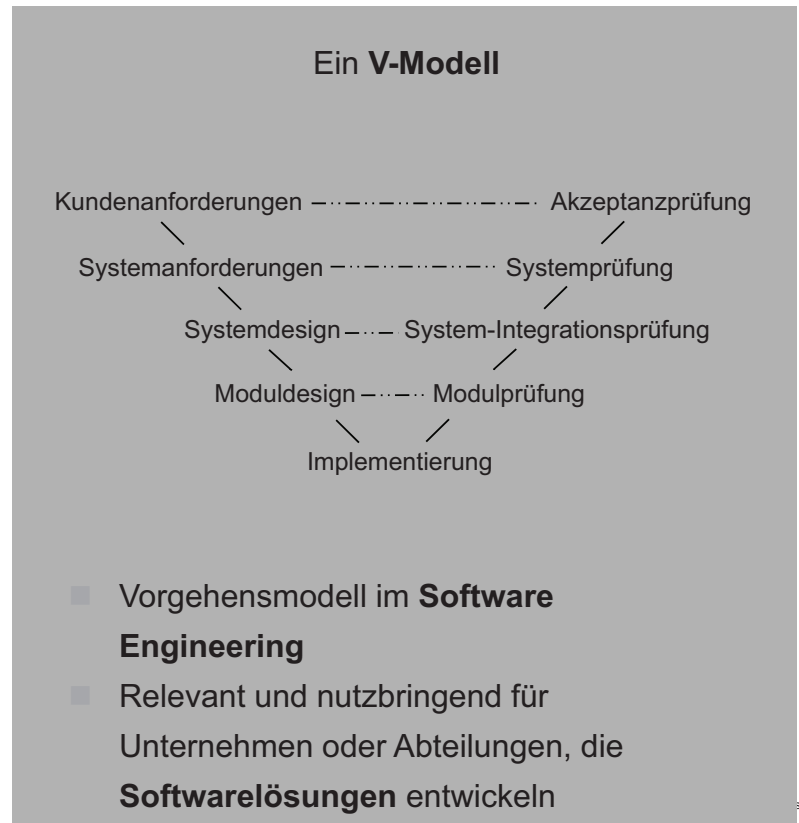 Ein V-Modell
Kundenanforderungen Akzeptanzprüfung
Systemanforderungen Systemprüfung
Systemdesign System-Integrationsprüfung
Moduldesign Modulprüfung
Implementierung
Vorgehensmodell im Software
Engineering
Relevant und nutzbringend für
Unternehmen oder Abteilungen, die
Softwarelösungen entwickeln